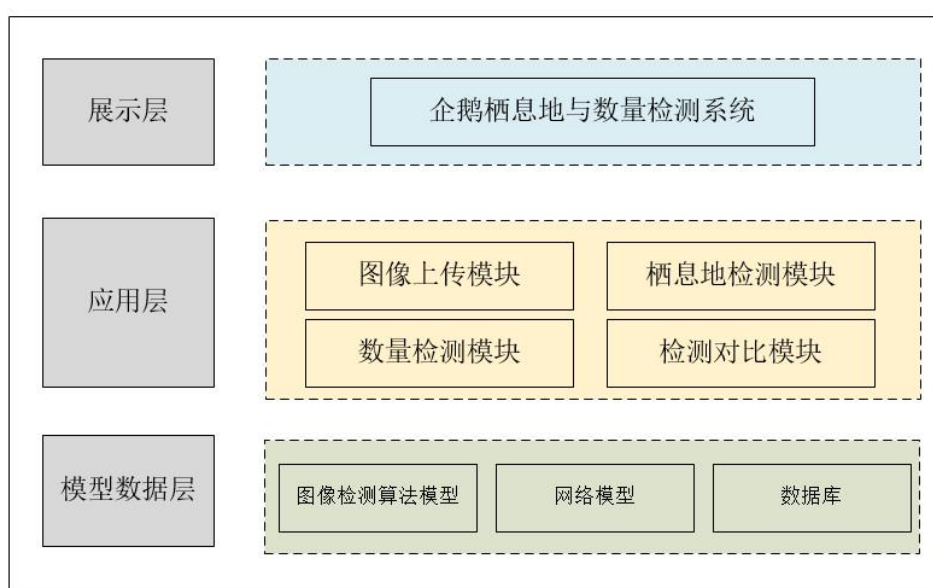 展示层
企鹅栖息地与数量检测系统
应用层
图像上传模块
栖息地检测模块
数量检测模块
检测对比模块
模型数据层
图像检测算法模型
网络模型
数据库